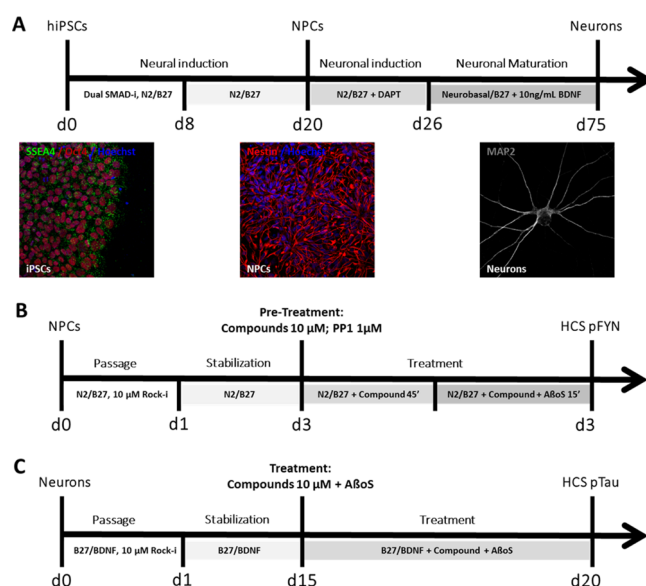 A
hiPSCs NPCs Neurons
Neural induction Neuronal induction Neuronal Maturation
Dual SMAD-i, N2/B27 N2/B27 N2/B27 + DAPT Neurobasal/B27 + 10ng/mL BDNF
d0 d8 d20 d26 d75
SSEA4 Nestin MAP2
iPSCs NPCs Neurons
B
Pre-Treatment:
Compounds 10 µM; PP1 1µM
NPCs HCS pFYN
Passage Stabilization Treatment
N2/B27, 10 µM Rock-i N2/B27 N2/B27 + Compound 45' N2/B27 + Compound + AßoS 15'
d0 d1 d3 d3
C
Treatment:
Compounds 10 µM + AßoS
Neurons HCS pTau
Passage Stabilization Treatment
B27/BDNF, 10 µM Rock-i B27/BDNF B27/BDNF + Compound + AßoS
d0 d1 d15 d20